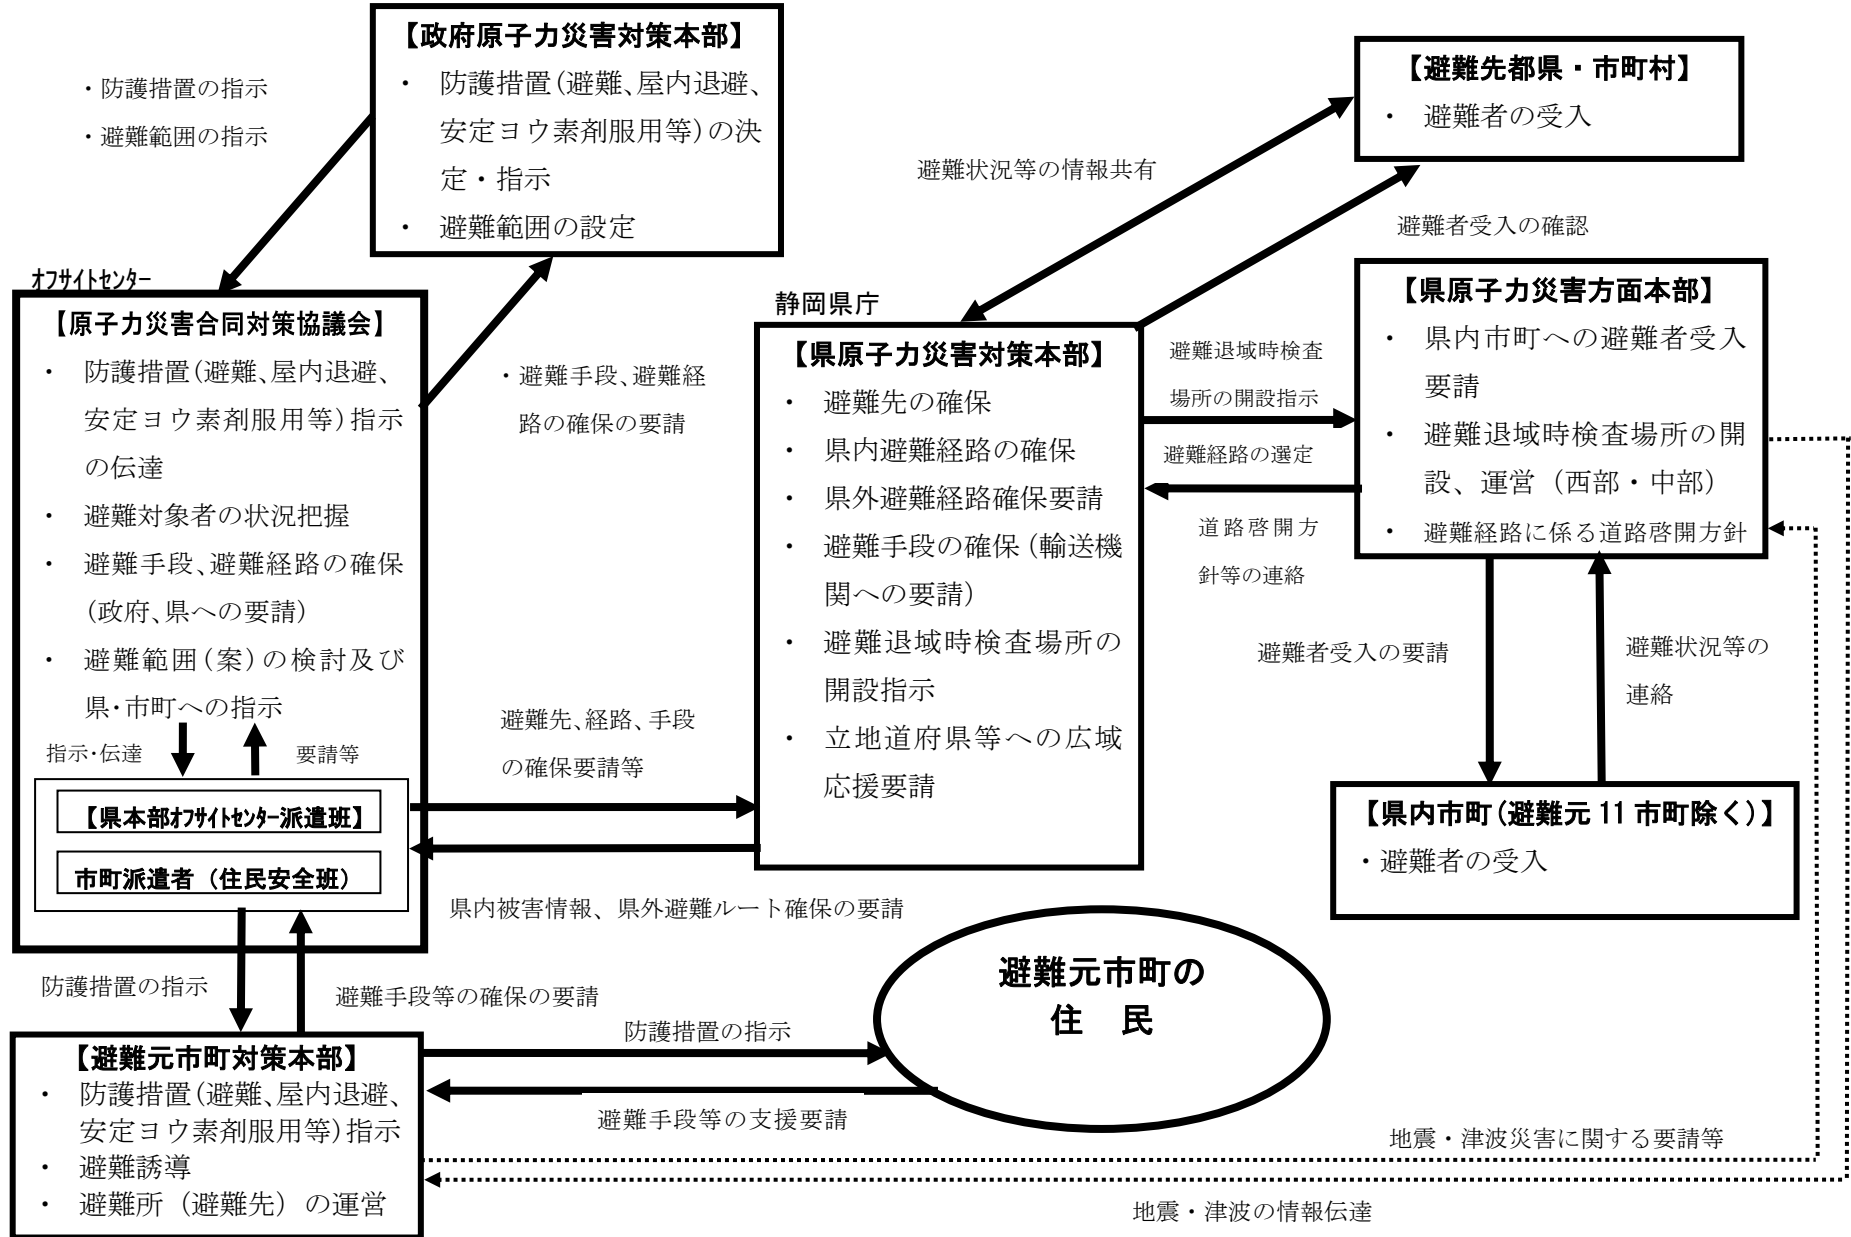 【政府原子力災害対策本部】
・ 防護措置(避難、屋内退避、
安定ヨウ素剤服用等)の決
定・指示
・ 避難範囲の設定
・防護措置の指示
・避難範囲の指示
【避難先都県・市町村】
・ 避難者の受入
避難状況等の情報共有
避難者受入の確認
オフサイトセンター
【原子力災害合同対策協議会】
・ 防護措置(避難、屋内退避、
安定ヨウ素剤服用等)指示
の伝達
・ 避難対象者の状況把握
・ 避難手段、避難経路の確保
(政府、県への要請)
・ 避難範囲(案)の検討及び
県・市町への指示
指示・伝達
要請等
【県本部オフサイトセンター派遣班】
市町派遣者（住民安全班）
・避難手段、避難経
路の確保の要請
避難先、経路、手段
の確保要請等
県内被害情報、県外避難ルート確保の要請
静岡県庁
【県原子力災害対策本部】
・ 避難先の確保
・ 県内避難経路の確保
・ 県外避難経路確保要請
・ 避難手段の確保(輸送機
関への要請)
・ 避難退域時検査場所の
開設指示
・ 立地道府県等への広域
応援要請
避難退域時検査
場所の開設指示
避難経路の選定
道路啓開方
針等の連絡
【県原子力災害方面本部】
・ 県内市町への避難者受入
要請
・ 避難退域時検査場所の開
設、運営（西部・中部）
・ 避難経路に係る道路啓開方針
避難者受入の要請
避難状況等の
連絡
【県内市町(避難元 11 市町除く)】
・避難者の受入
防護措置の指示
避難手段等の確保の要請
【避難元市町対策本部】
・ 防護措置(避難、屋内退避、
安定ヨウ素剤服用等)指示
・ 避難誘導
・ 避難所（避難先）の運営
防護措置の指示
避難手段等の支援要請
避難元市町の
住 民
地震・津波災害に関する要請等
地震・津波の情報伝達